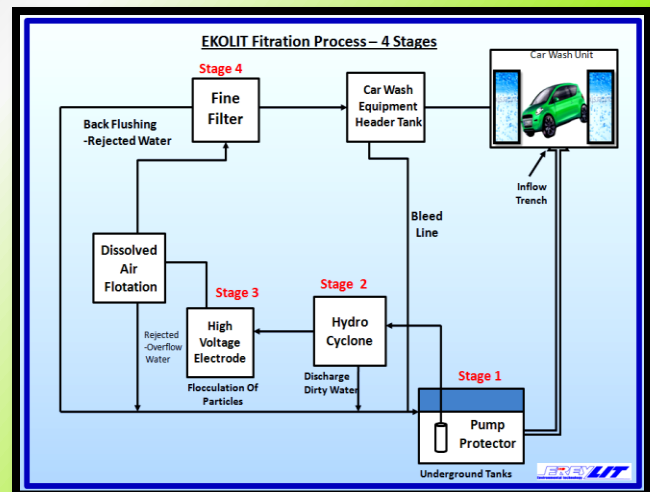 EKOLIT Fitration Process – 4 Stages
Stage 4
Fine
Filter
Car Wash
Equipment
Header Tank
Car Wash Unit
Back Flushing
-Rejected Water
Inflow
Trench
Bleed
Line
Dissolved
Air
Flotation
Stage 3
Stage 2
High
Voltage
Electrode
Hydro
Cyclone
Rejected
-Overflow
Water
Flocculation Of
Particles
Discharge
Dirty Water
Stage 1
Pump
Protector
Underground Tanks